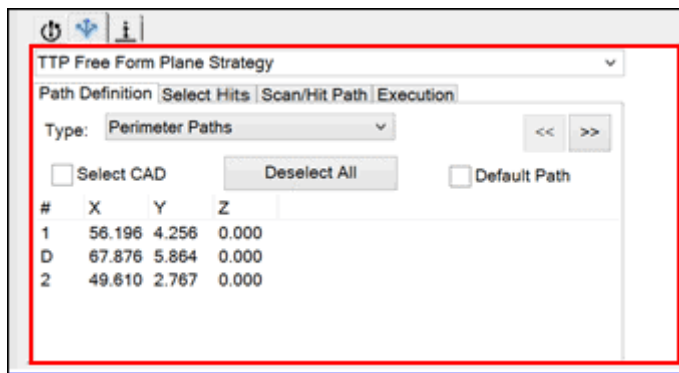 TTP Free Form Plane Strategy
Path Definition Select Hits Scan/Hit Path Execution
Type: Perimeter Paths << >>
Select CAD Deselect All Default Path
# X Y Z
1 56.196 4.256 0.000
D 67.876 5.864 0.000
2 49.610 2.767 0.000